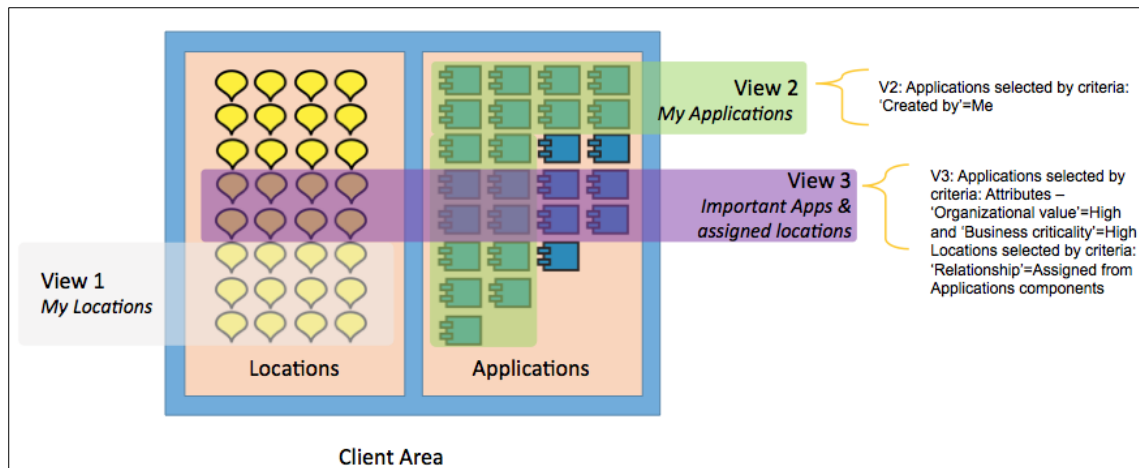 View 2
My Applications
V2: Applications selected by criteria:
‘Created by’=Me
View 3
Important Apps &
assigned locations
V3: Applications selected by
criteria: Attributes –
‘Organizational value’=High
and ‘Business criticality’=High
Locations selected by criteria:
‘Relationship’=Assigned from
Applications components
View 1
My Locations
Locations
Applications
Client Area